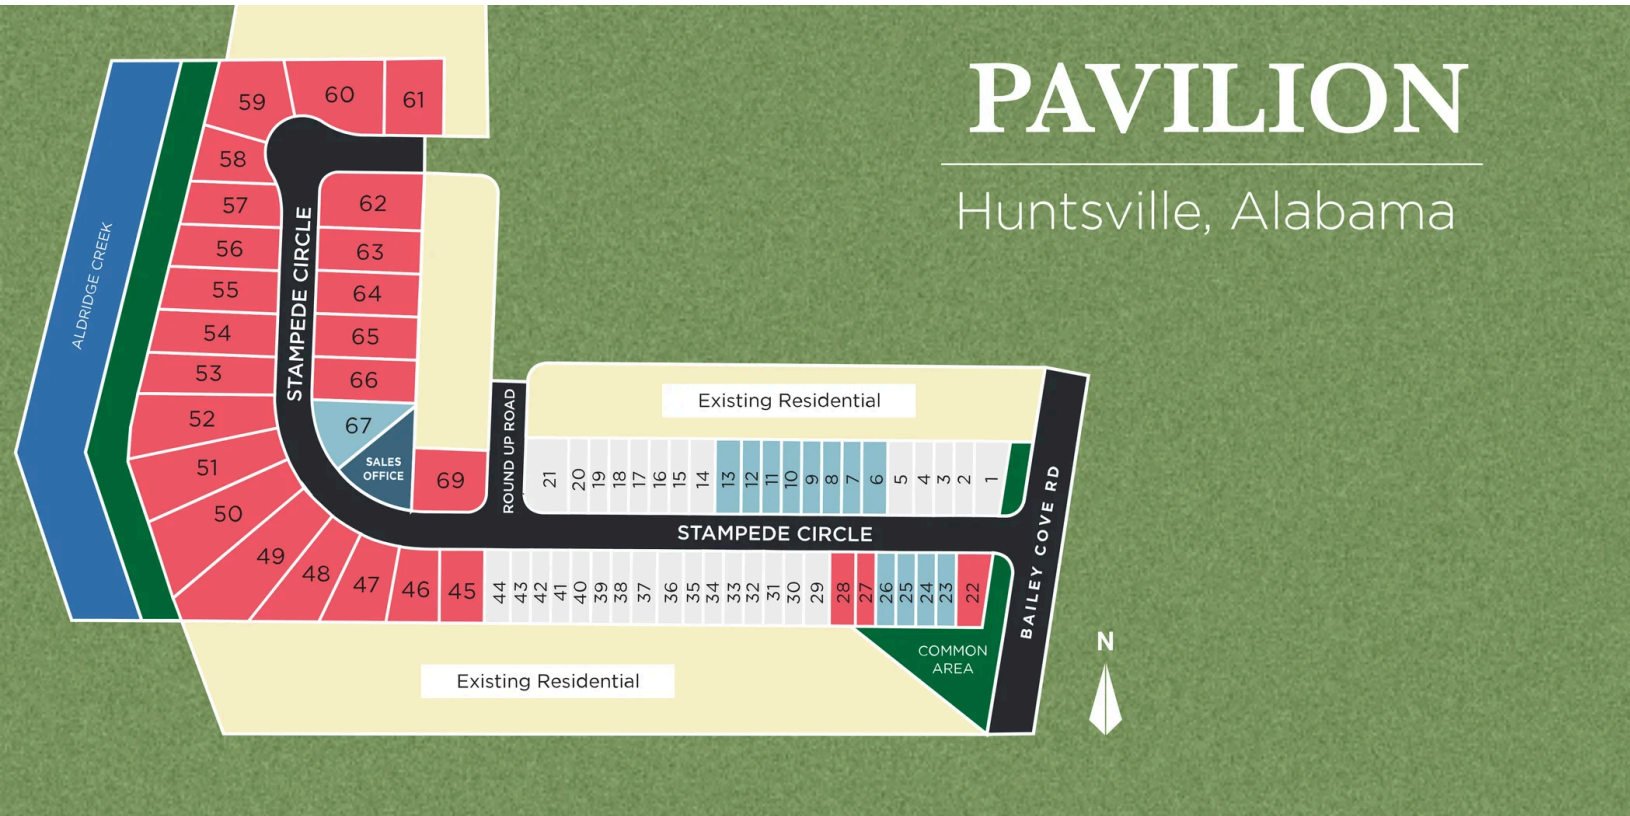 PAVILION
Huntsville, Alabama
59
60
61
58
57
62
56
63
55
64
54
65
53
66
52
67
51
SALES
OFFICE
69
50
49
48
47
46
45
ALDRIDGE CREEK
STAMPEDE CIRCLE
ROUND UP ROAD
Existing Residential
21 20 19 18 17 16 15 14 13 12 11 10 9 8 7 6 5 4 3 2 1
STAMPEDE CIRCLE
BAILEY COVE RD
44 43 42 41 40 39 38 37 36 35 34 33 32 31 30 29 28 27 26 25 24 23 22
COMMON
AREA
Existing Residential
N